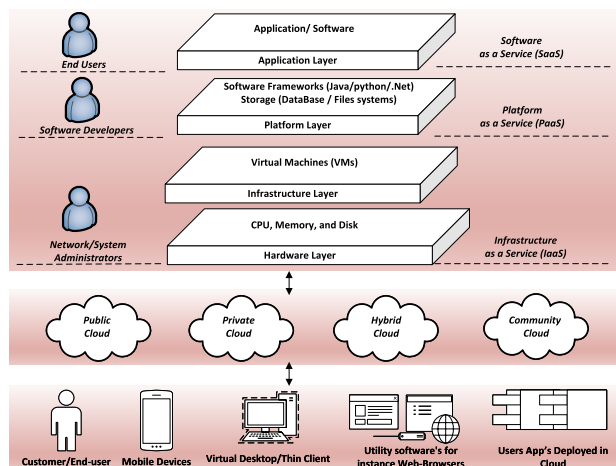 Application/ Software
Application Layer
End Users
Software
as a Service (SaaS)
Software Frameworks (Java/python/.Net)
Storage (DataBase / Files systems)
Platform Layer
Software Developers
Platform
as a Service (PaaS)
Virtual Machines (VMs)
Infrastructure Layer
CPU, Memory, and Disk
Hardware Layer
Network/System
Administrators
Infrastructure
as a Service (IaaS)
Public
Cloud
Private
Cloud
Hybrid
Cloud
Community
Cloud
Customer/End-user
Mobile Devices
Virtual Desktop/Thin Client
Utility software's for
instance Web-Browsers
Users App's Deployed in
Cloud